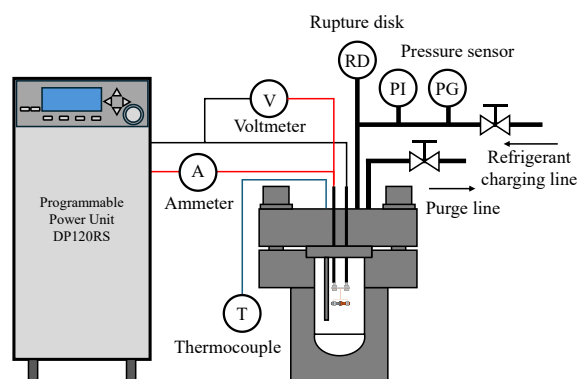 Rupture disk
RD
Pressure sensor
PI
PG
V
Voltmeter
Refrigerant
charging line
A
Ammeter
Purge line
Programmable
Power Unit
DP120RS
T
Thermocouple